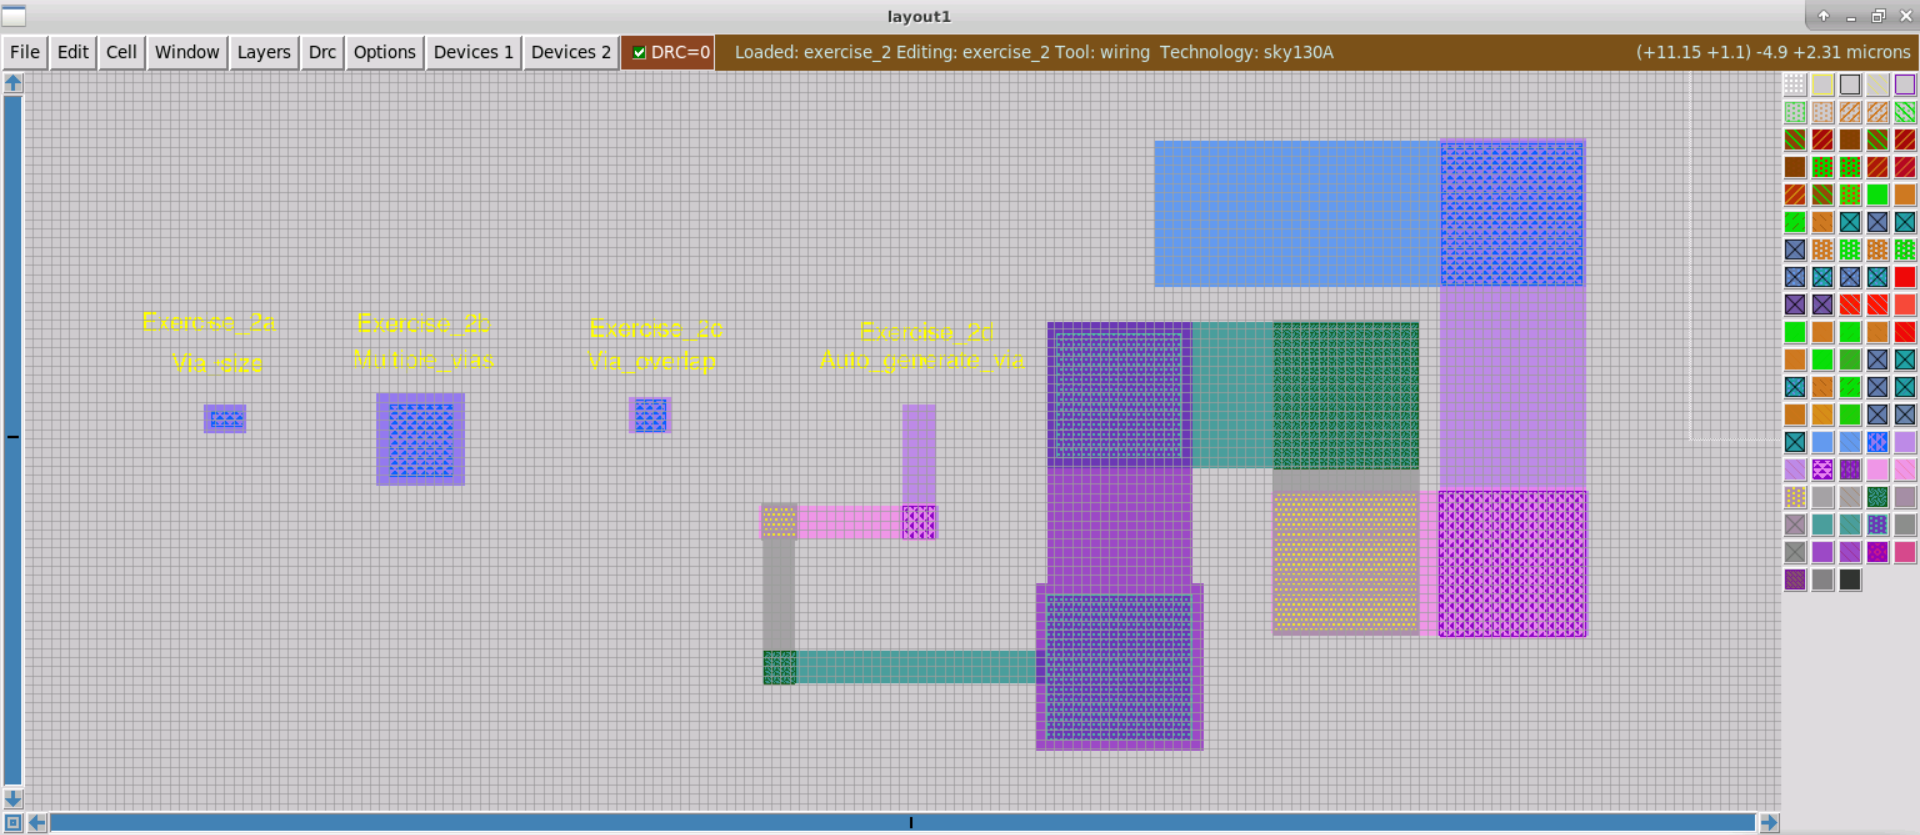 layout1
File Edit Cell Window Layers Drc Options Devices 1 Devices 2 DRC=0 Loaded: exercise_2 Editing: exercise_2 Tool: wiring Technology: sky130A (+11.15 +1.1) -4.9 +2.31 microns
Exercise_2a
Via-size
Exercise_2b
Multiple_vias
Exercise_2c
Via_overlap
Exercise_2d
Auto_generate_via